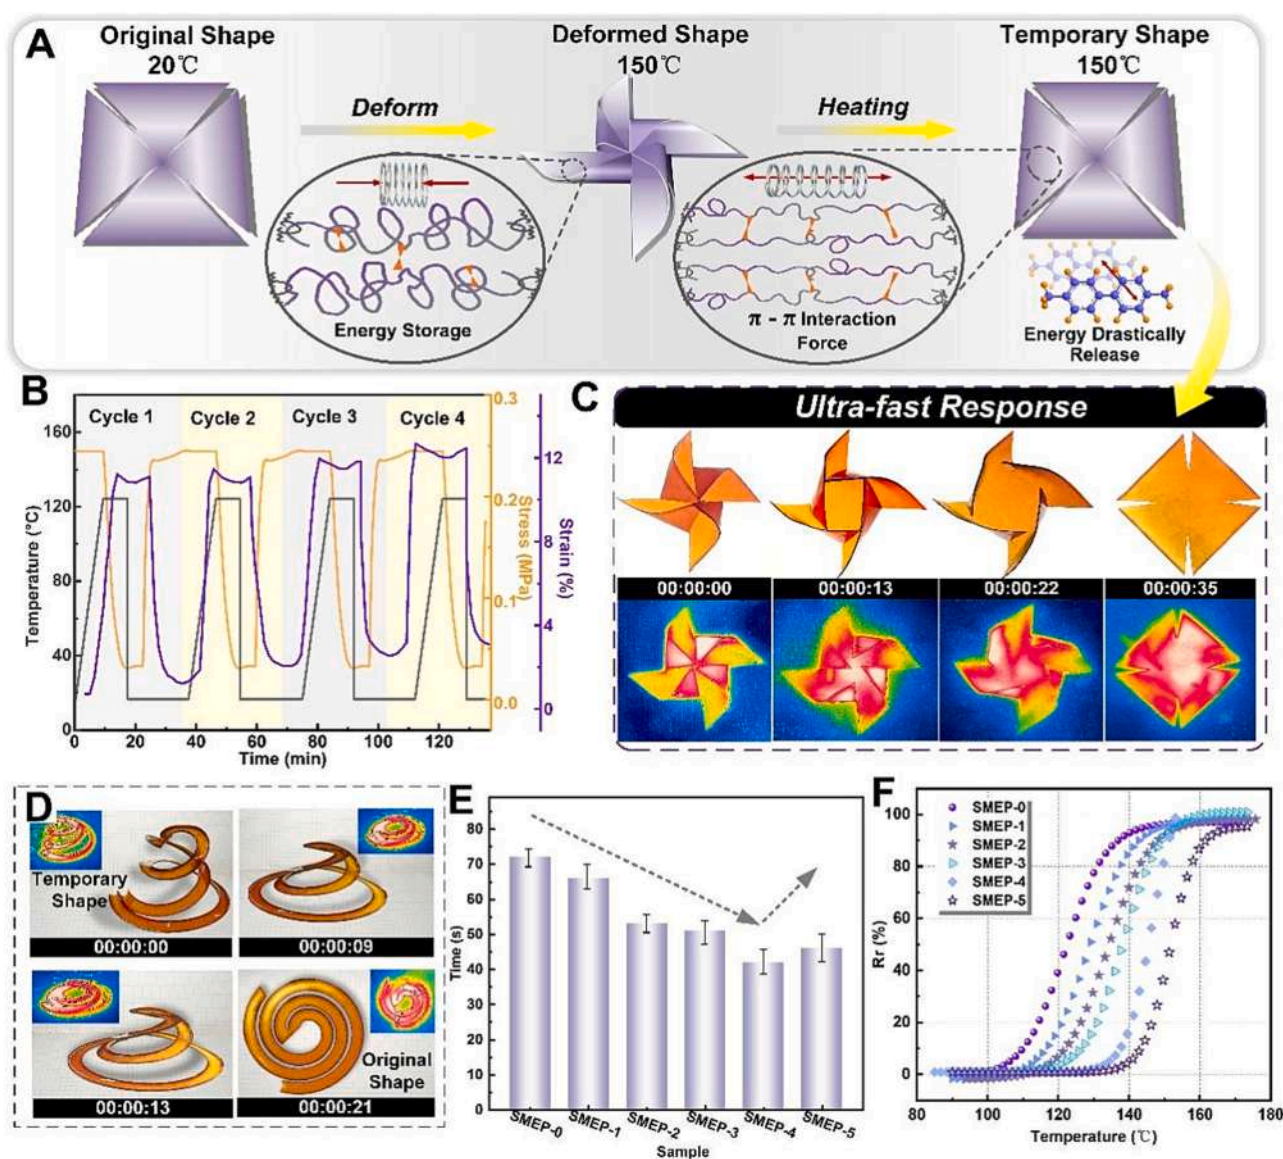 A
Original Shape
20℃
Deform
Deformed Shape
150℃
Heating
Temporary Shape
150℃
Energy Storage
π - π Interaction
Force
Energy Drastically
Release
B
Cycle 1
Cycle 2
Cycle 3
Cycle 4
160
120
80
40
0
Temperature (°C)
0
20
40
60
80
100
120
Time (min)
0.3
0.2
0.1
0.0
Stress (MPa)
12
8
4
0
Strain (%)
C
Ultra-fast Response
00:00:00
00:00:13
00:00:22
00:00:35
D
Temporary
Shape
00:00:00
00:00:09
00:00:13
Original
Shape
00:00:21
E
80
70
60
50
40
30
20
10
0
Time (s)
SMEP-0
SMEP-1
SMEP-2
SMEP-3
SMEP-4
SMEP-5
Sample
F
SMEP-0
SMEP-1
SMEP-2
SMEP-3
SMEP-4
SMEP-5
100
80
60
40
20
0
Rr (%)
80
100
120
140
160
180
Temperature (℃)